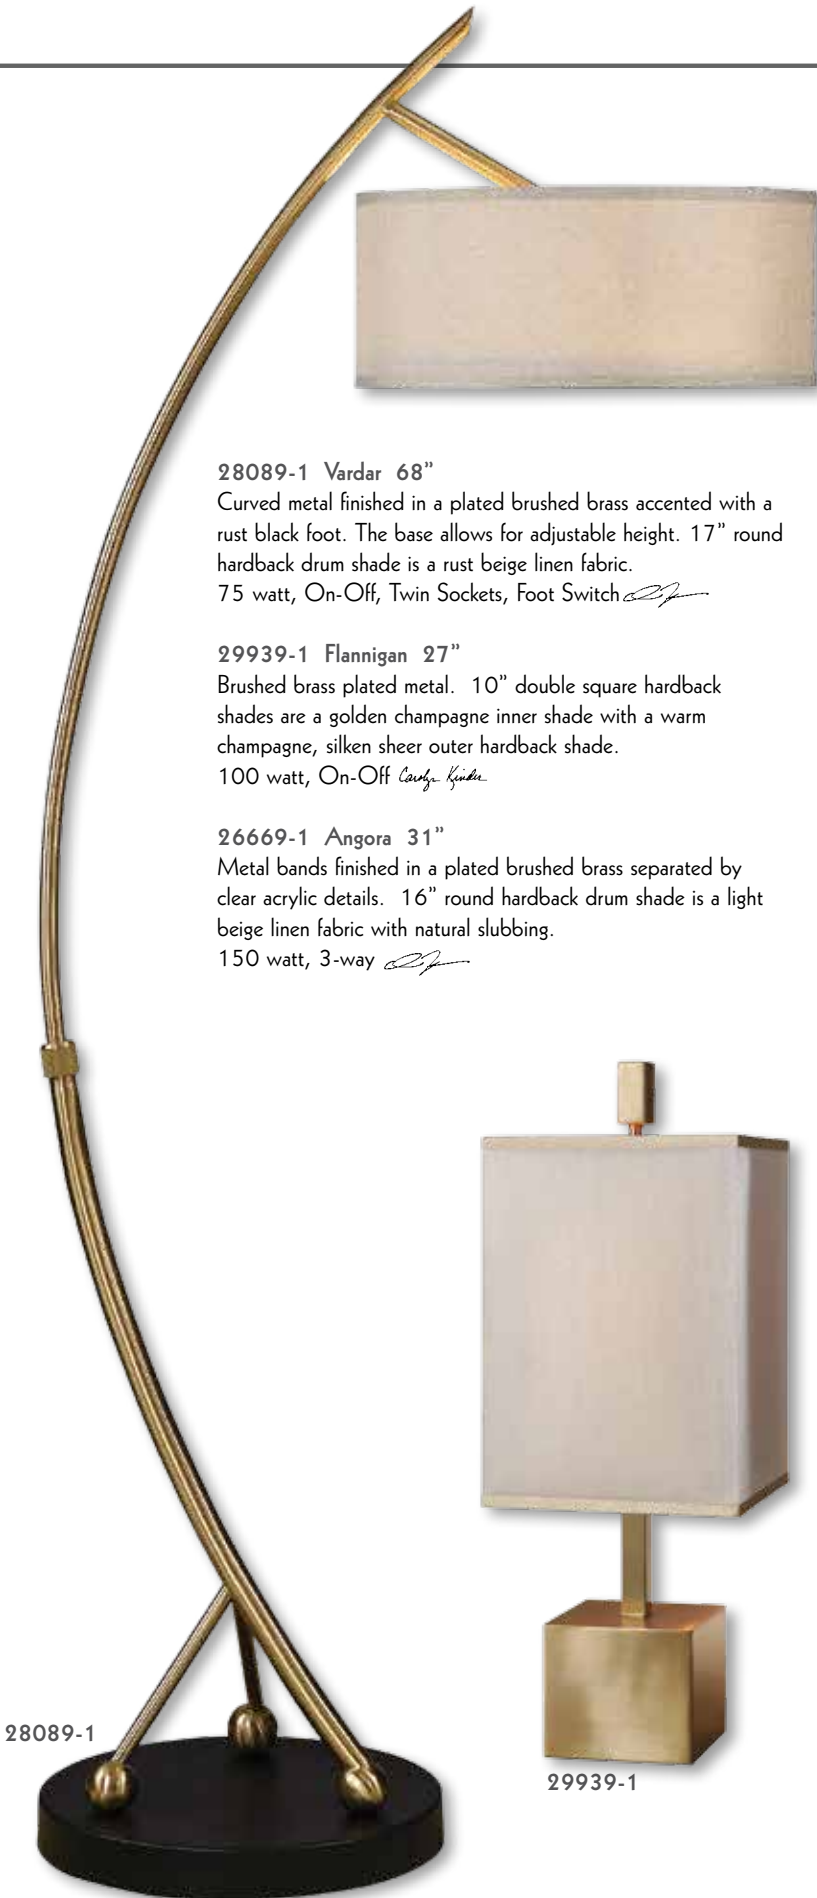 28089-1 Vardar 68”
Curved metal finished in a plated brushed brass accented with a
rust black foot. The base allows for adjustable height. 17” round
hardback drum shade is a rust beige linen fabric.
75 watt, On-Off, Twin Sockets, Foot Switch
29939-1 Flannigan 27”
Brushed brass plated metal. 10” double square hardback
shades are a golden champagne inner shade with a warm
champagne, silken sheer outer hardback shade.
100 watt, On-Off Carolyn Kinder
26669-1 Angora 31”
Metal bands finished in a plated brushed brass separated by
clear acrylic details. 16” round hardback drum shade is a light
beige linen fabric with natural slubbing.
150 watt, 3-way
28089-1
29939-1